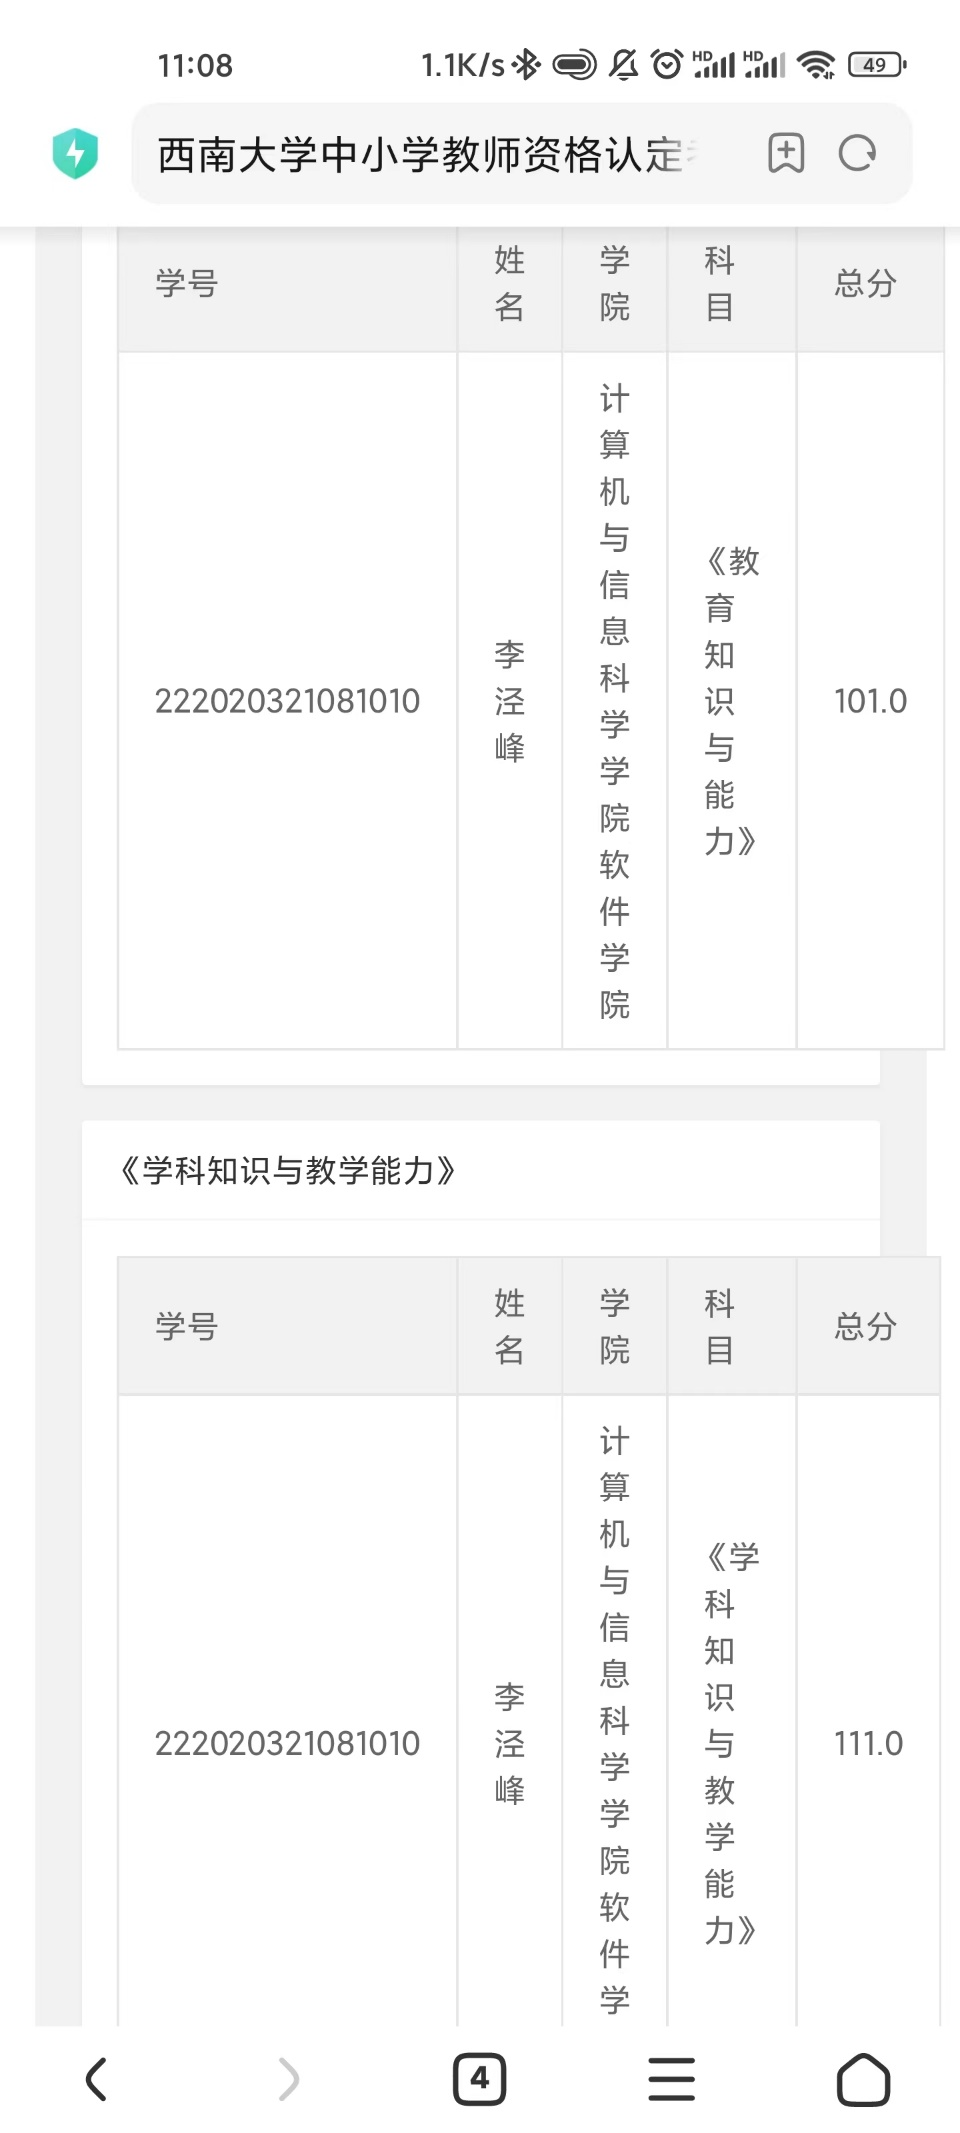 11:08
1.1K/s
HD
HD
49
西南大学中小学教师资格认定
学号
姓
名
学
院
科
目
总分
222020321081010
李
泾
峰
计
算
机
与
信
息
科
学
学
院
软
件
学
院
《教
育
知
识
与
能
力》
101.0
《学科知识与教学能力》
学号
姓
名
学
院
科
目
总分
222020321081010
李
泾
峰
计
算
机
与
信
息
科
学
学
院
软
件
学
《学
科
知
识
与
教
学
能
力》
111.0
4